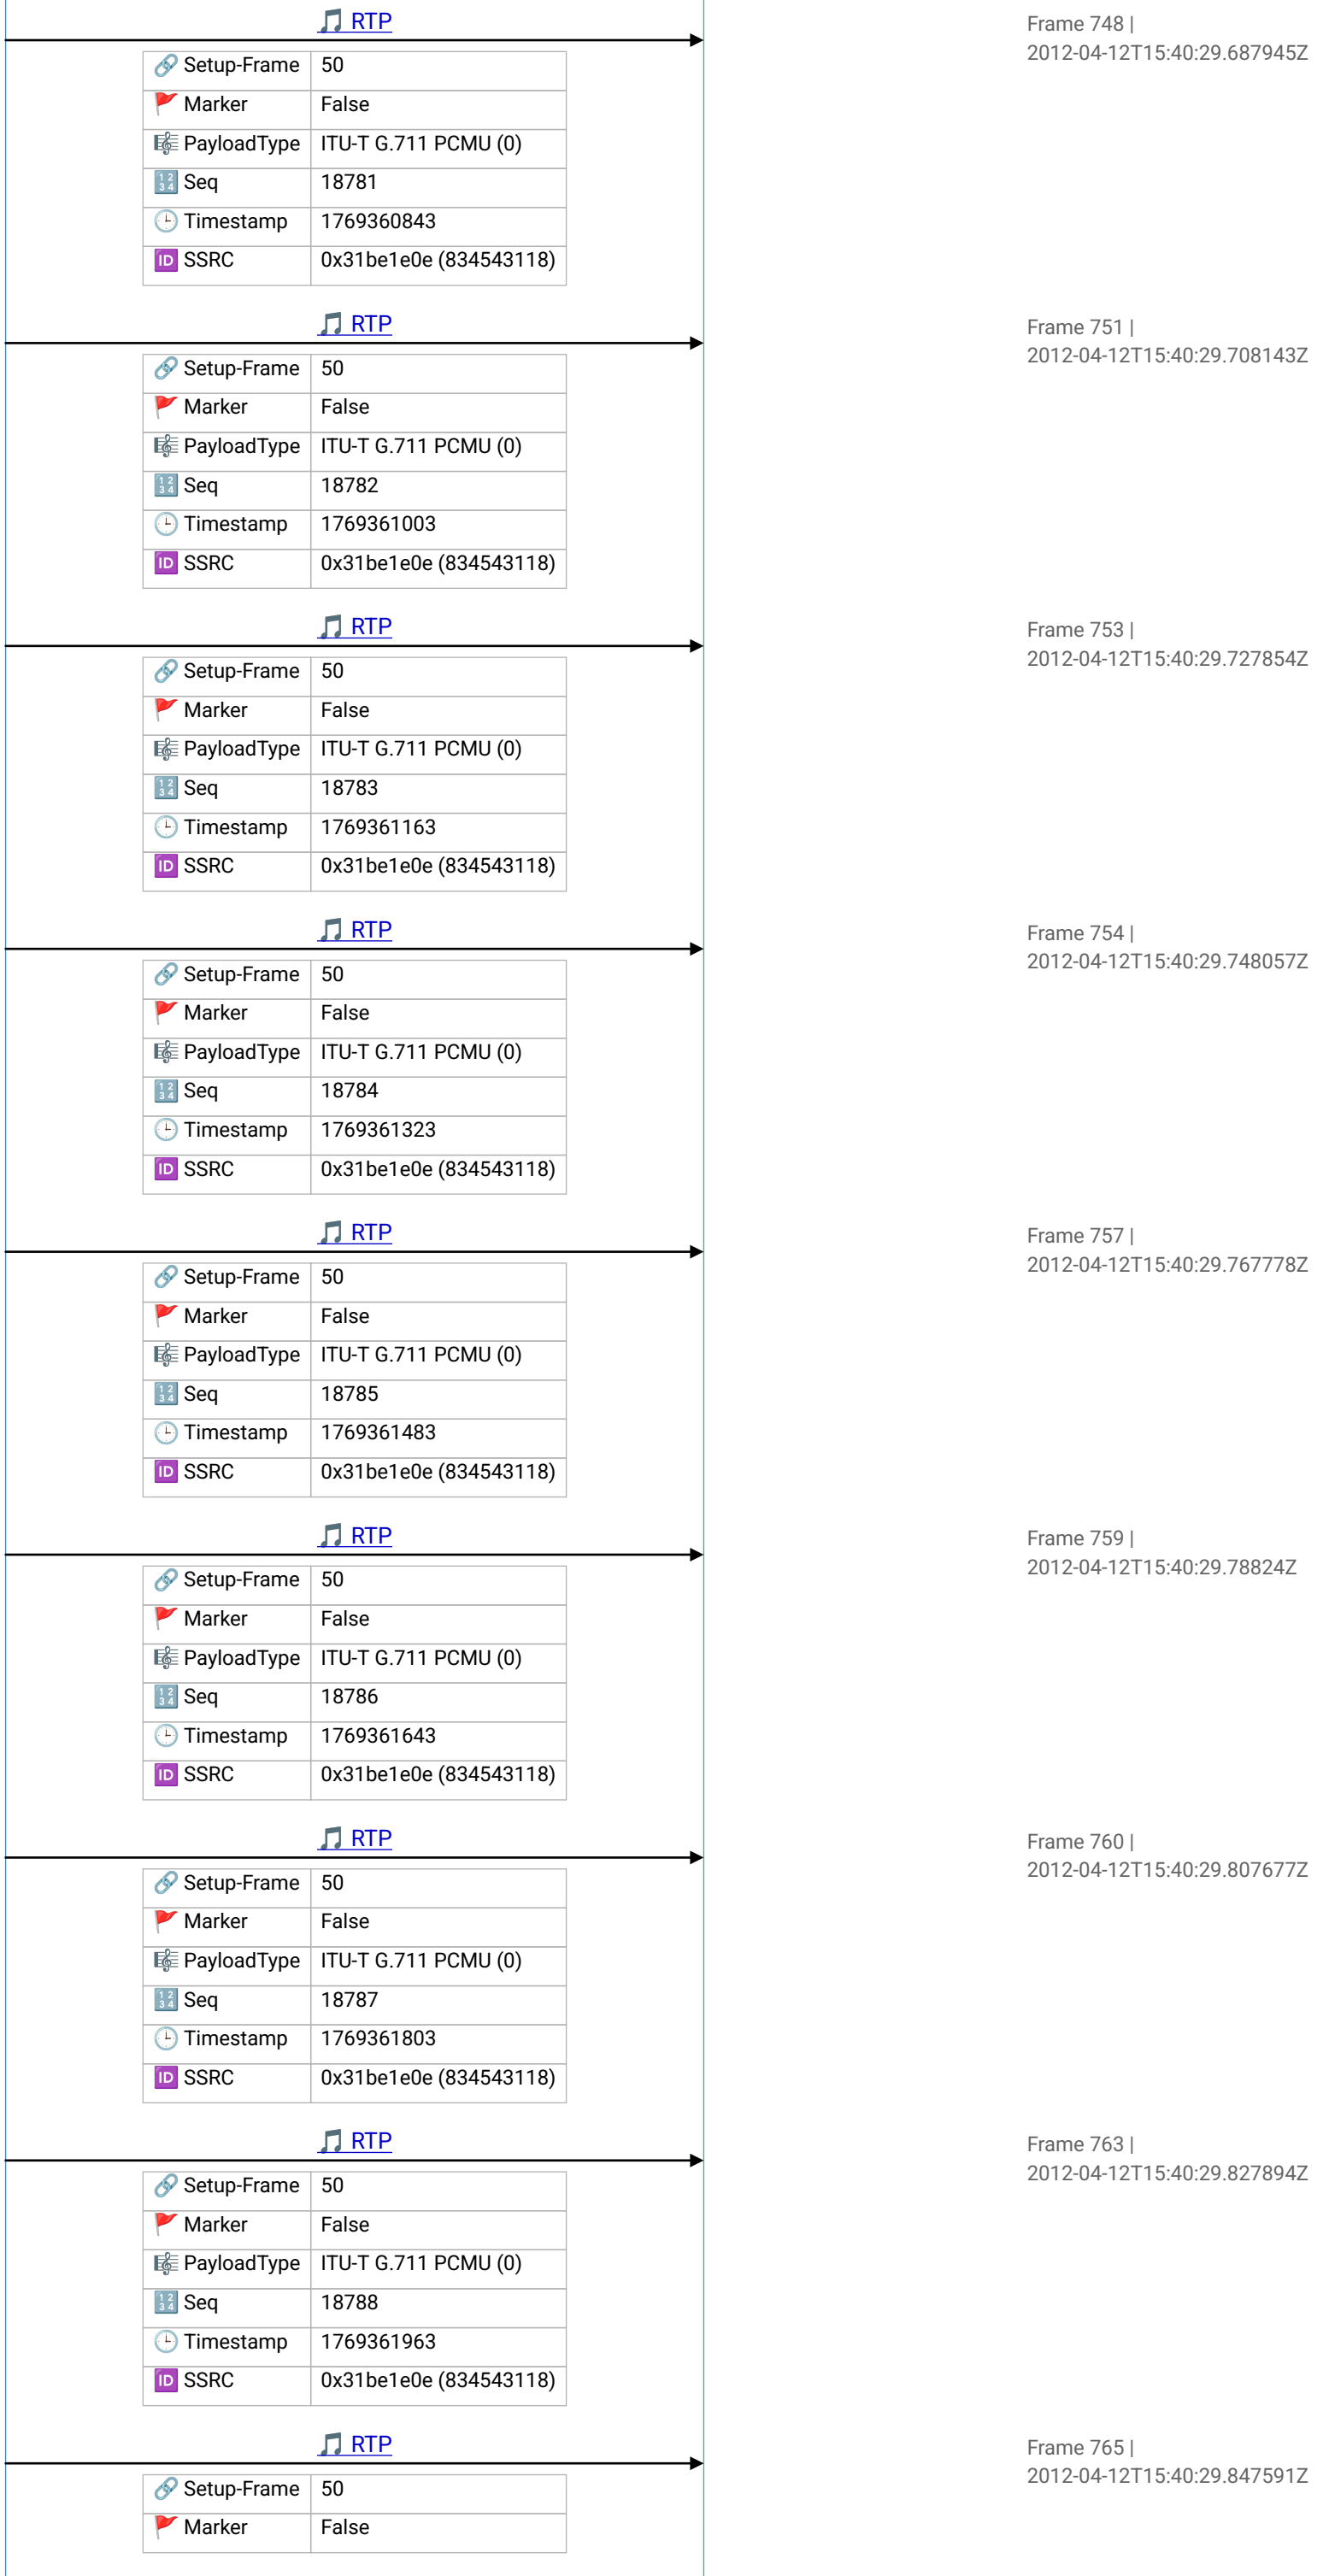 🎵 RTP
Frame 748 |
2012-04-12T15:40:29.687945Z
🔗 Setup-Frame 50
🚩 Marker False
🎼 PayloadType ITU-T G.711 PCMU (0)
🔢 Seq 18781
🕒 Timestamp 1769360843
🆔 SSRC 0x31be1e0e (834543118)
🎵 RTP
Frame 751 |
2012-04-12T15:40:29.708143Z
🔗 Setup-Frame 50
🚩 Marker False
🎼 PayloadType ITU-T G.711 PCMU (0)
🔢 Seq 18782
🕒 Timestamp 1769361003
🆔 SSRC 0x31be1e0e (834543118)
🎵 RTP
Frame 753 |
2012-04-12T15:40:29.727854Z
🔗 Setup-Frame 50
🚩 Marker False
🎼 PayloadType ITU-T G.711 PCMU (0)
🔢 Seq 18783
🕒 Timestamp 1769361163
🆔 SSRC 0x31be1e0e (834543118)
🎵 RTP
Frame 754 |
2012-04-12T15:40:29.748057Z
🔗 Setup-Frame 50
🚩 Marker False
🎼 PayloadType ITU-T G.711 PCMU (0)
🔢 Seq 18784
🕒 Timestamp 1769361323
🆔 SSRC 0x31be1e0e (834543118)
🎵 RTP
Frame 757 |
2012-04-12T15:40:29.767778Z
🔗 Setup-Frame 50
🚩 Marker False
🎼 PayloadType ITU-T G.711 PCMU (0)
🔢 Seq 18785
🕒 Timestamp 1769361483
🆔 SSRC 0x31be1e0e (834543118)
🎵 RTP
Frame 759 |
2012-04-12T15:40:29.78824Z
🔗 Setup-Frame 50
🚩 Marker False
🎼 PayloadType ITU-T G.711 PCMU (0)
🔢 Seq 18786
🕒 Timestamp 1769361643
🆔 SSRC 0x31be1e0e (834543118)
🎵 RTP
Frame 760 |
2012-04-12T15:40:29.807677Z
🔗 Setup-Frame 50
🚩 Marker False
🎼 PayloadType ITU-T G.711 PCMU (0)
🔢 Seq 18787
🕒 Timestamp 1769361803
🆔 SSRC 0x31be1e0e (834543118)
🎵 RTP
Frame 763 |
2012-04-12T15:40:29.827894Z
🔗 Setup-Frame 50
🚩 Marker False
🎼 PayloadType ITU-T G.711 PCMU (0)
🔢 Seq 18788
🕒 Timestamp 1769361963
🆔 SSRC 0x31be1e0e (834543118)
🎵 RTP
Frame 765 |
2012-04-12T15:40:29.847591Z
🔗 Setup-Frame 50
🚩 Marker False